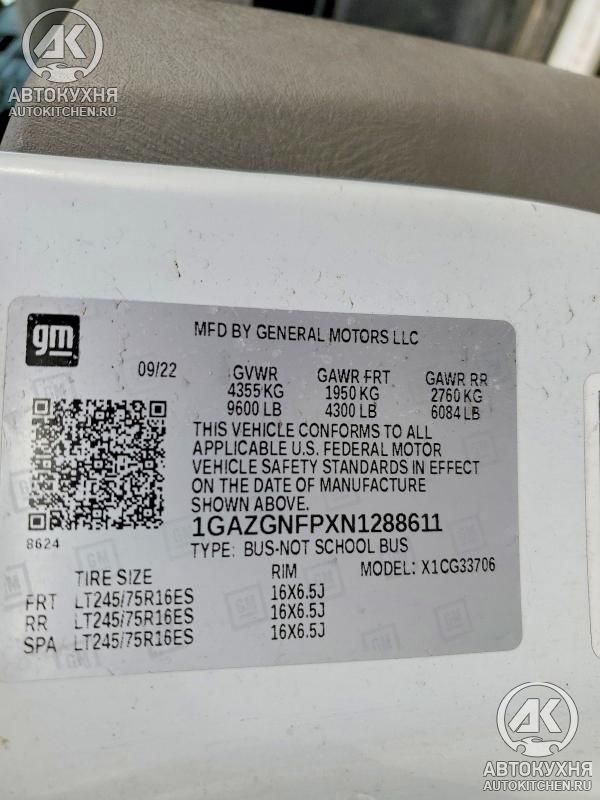 AK
АВТОКУХНЯ
AUTOKITCHEN.RU
gm
MFD BY GENERAL MOTORS LLC
09/22
GVWR GAWR FRT GAWR RR
4355 KG 1950 KG 2760 KG
9600 LB 4300 LB 6084 LB
THIS VEHICLE CONFORMS TO ALL
APPLICABLE U.S. FEDERAL MOTOR
VEHICLE SAFETY STANDARDS IN EFFECT
ON THE DATE OF MANUFACTURE
SHOWN ABOVE.
8624
1GAZGNFPXN1288611
TYPE: BUS-NOT SCHOOL BUS
TIRE SIZE RIM MODEL: X1CG33706
FRT LT245/75R16ES 16X6.5J
RR LT245/75R16ES 16X6.5J
SPA LT245/75R16ES 16X6.5J
AK
АВТОКУХНЯ
AUTOKITCHEN.RU